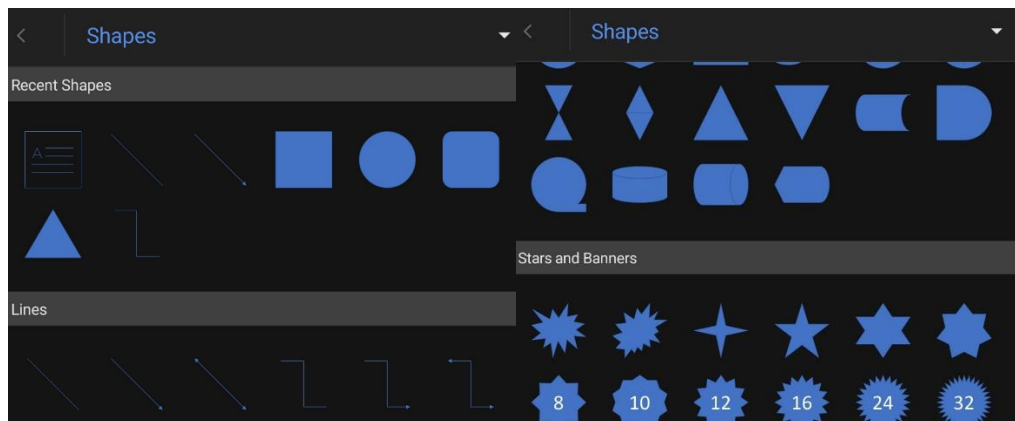 Shapes
Recent Shapes
A
Lines
Shapes
Stars and Banners
8 10 12 16 24 32